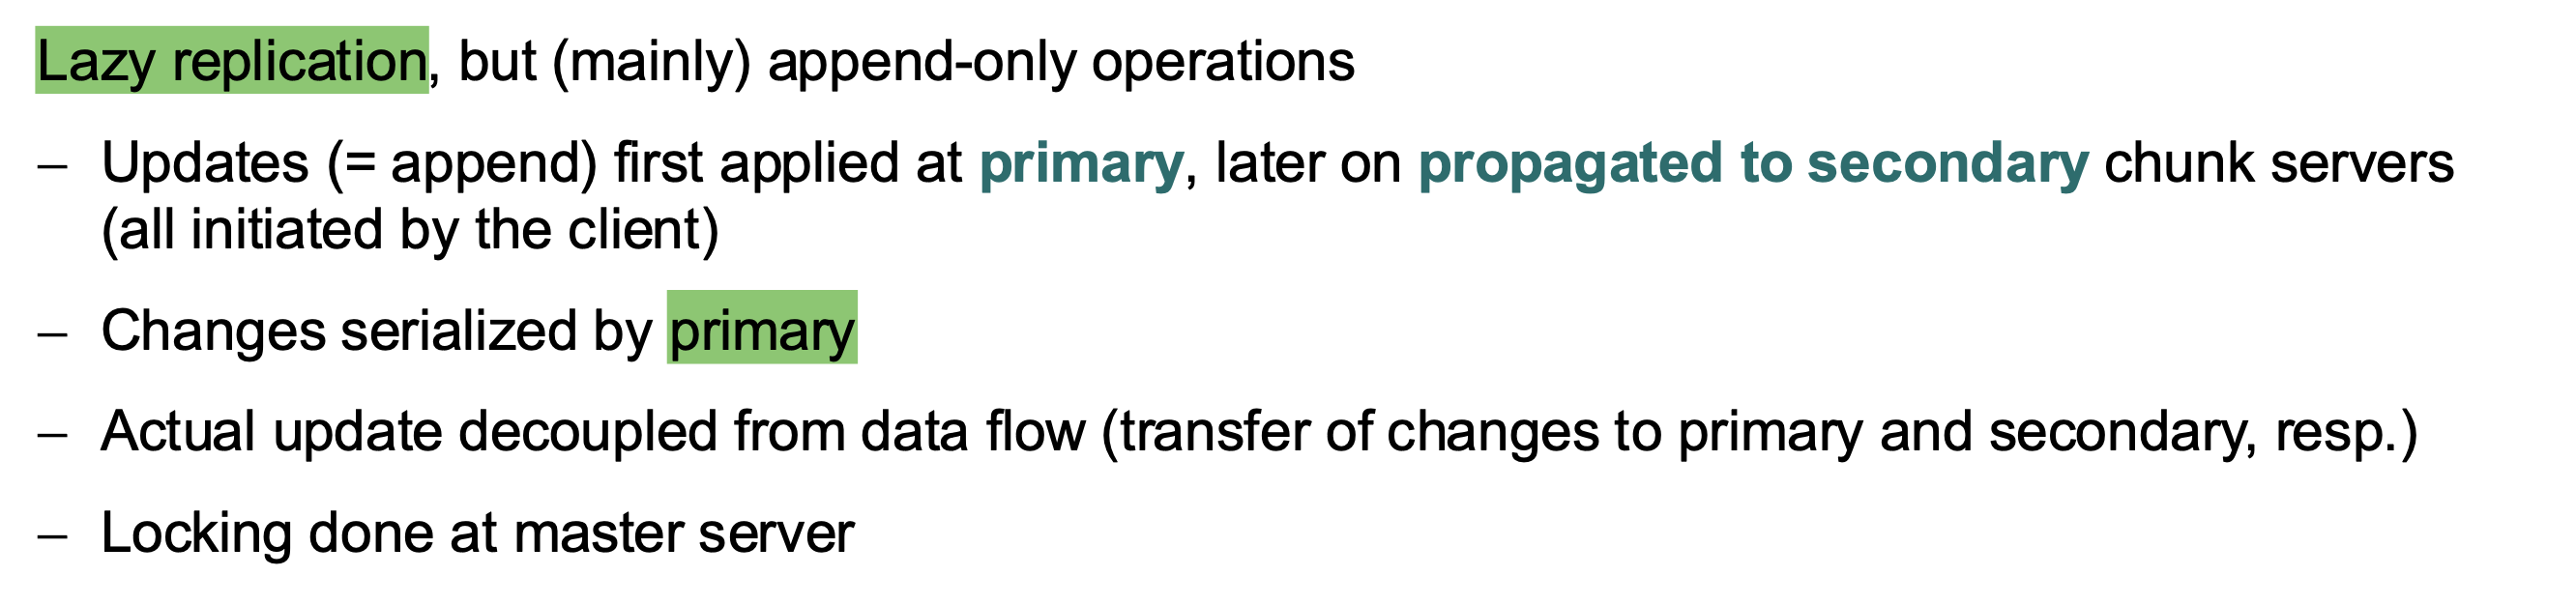 Lazy replication, but (mainly) append-only operations
– Updates (= append) first applied at primary, later on propagated to secondary chunk servers
(all initiated by the client)
– Changes serialized by primary
– Actual update decoupled from data flow (transfer of changes to primary and secondary, resp.)
– Locking done at master server